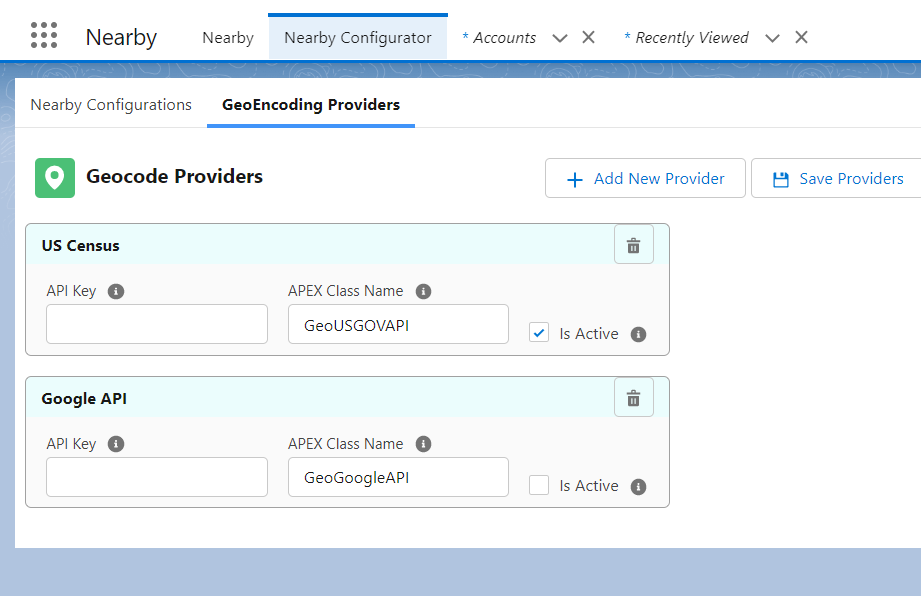 Nearby Nearby Nearby Configurator * Accounts * Recently Viewed
Nearby Configurations GeoEncoding Providers
Geocode Providers Add New Provider Save Providers
US Census
API Key APEX Class Name
GeoUSGOVAPI Is Active
Google API
API Key APEX Class Name
GeoGoogleAPI Is Active